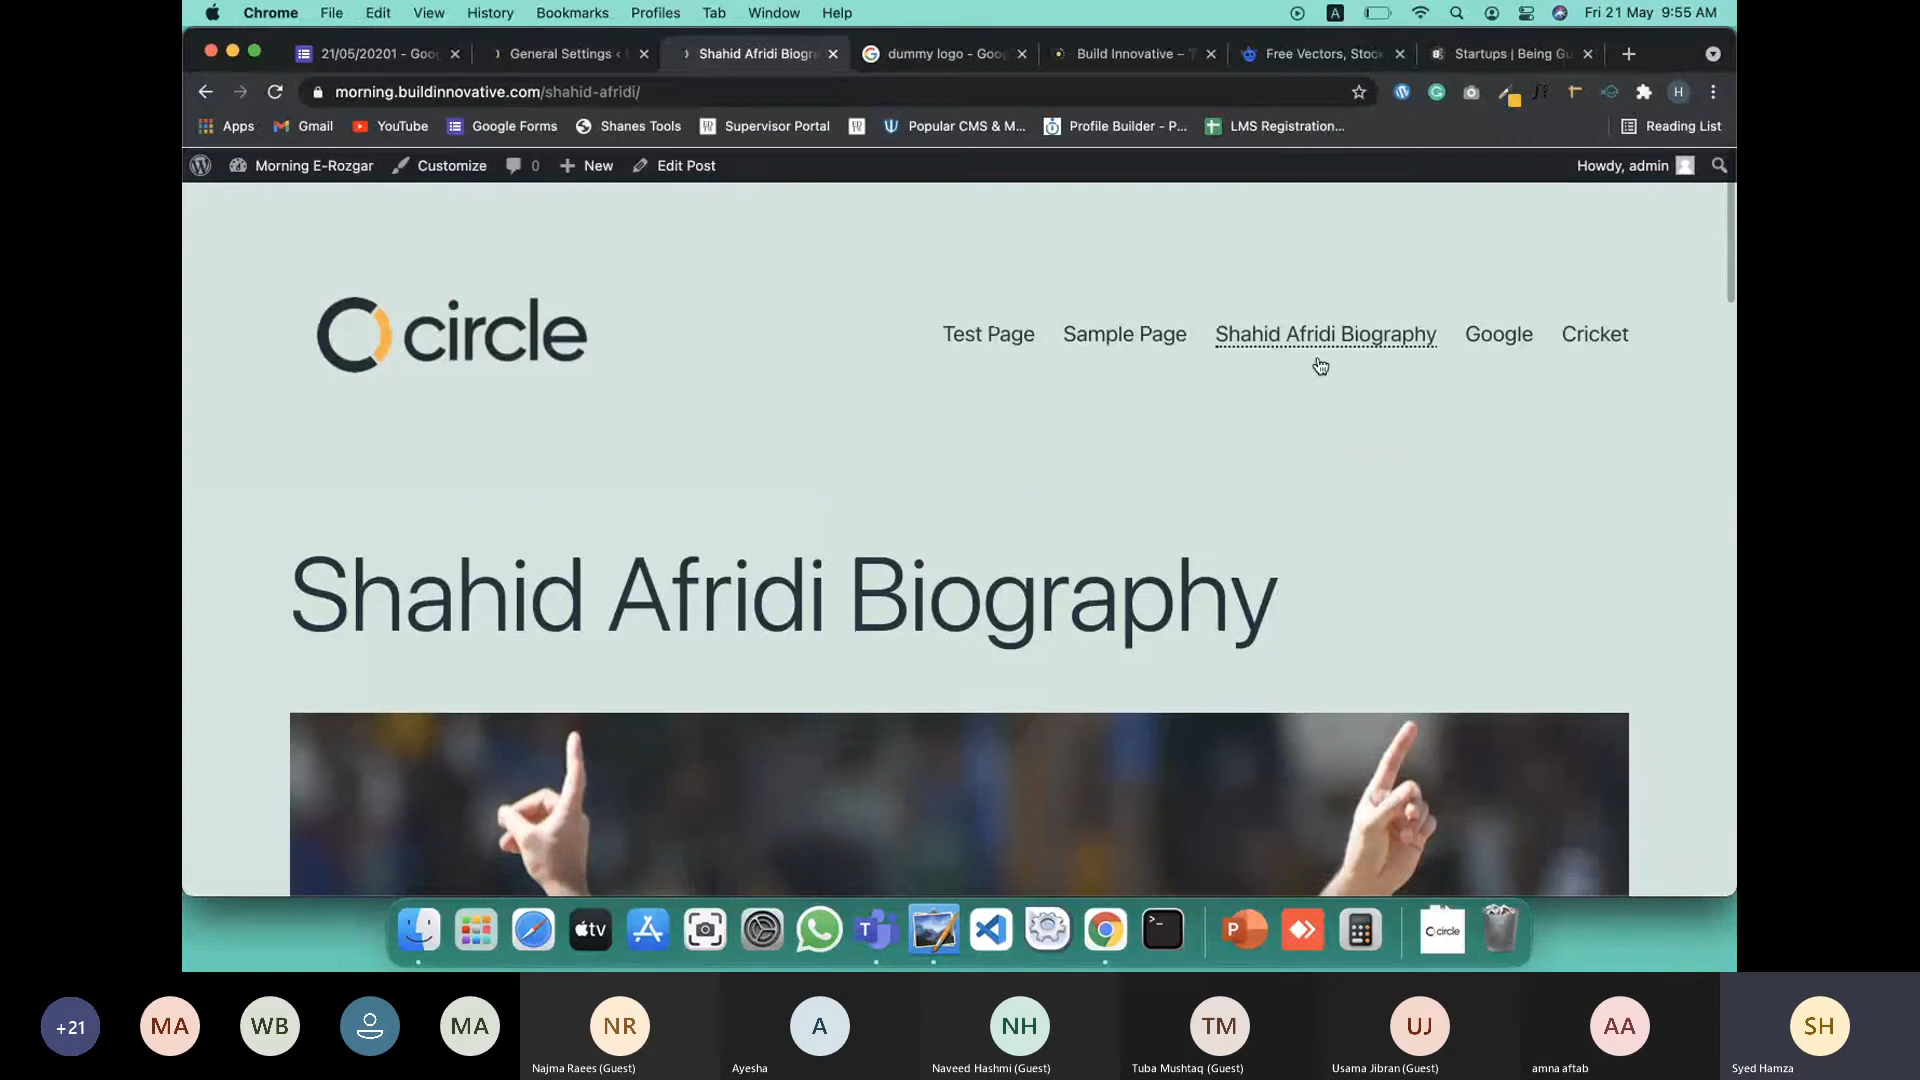 Chrome File Edit View History Bookmarks Profiles Tab Window Help A Fri 21 May 9:55 AM
21/05/20201 - Goo General Settings ‹ Shahid Afridi Biogra dummy logo - Goo Build Innovative – T Free Vectors, Stock Startups | Being Gu
morning.buildinnovative.com/shahid-afridi/ H
Apps Gmail YouTube Google Forms Shanes Tools Supervisor Portal Popular CMS & M... Profile Builder - P... LMS Registration... Reading List
Morning E-Rozgar Customize 0 New Edit Post Howdy, admin
circle Test Page Sample Page Shahid Afridi Biography Google Cricket
Shahid Afridi Biography
tv T P circle
+21 MA WB MA NR A NH TM UJ AA SH
Najma Raees (Guest) Ayesha Naveed Hashmi (Guest) Tuba Mushtaq (Guest) Usama Jibran (Guest) amna aftab Syed Hamza